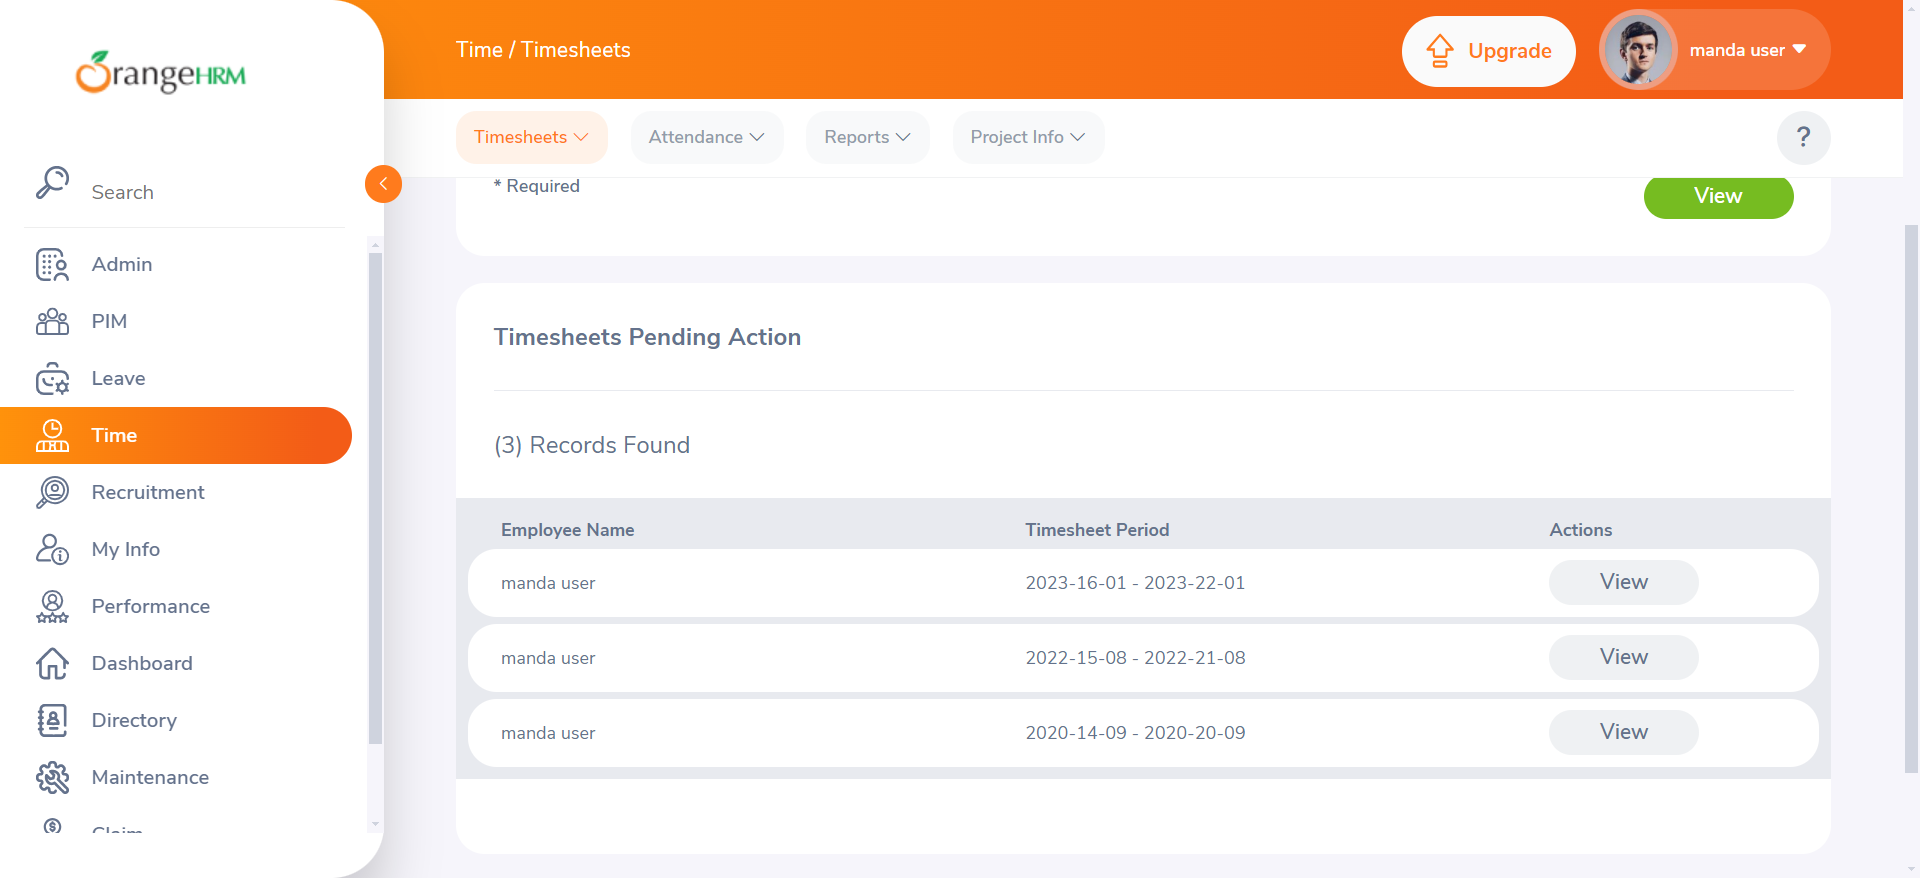 OrangeHRM
Time / Timesheets
Upgrade
manda user
Timesheets
Attendance
Reports
Project Info
?
Search
Admin
PIM
Leave
Time
Recruitment
My Info
Performance
Dashboard
Directory
Maintenance
Claim
* Required
View
Timesheets Pending Action
(3) Records Found
Employee Name Timesheet Period Actions
manda user 2023-16-01 - 2023-22-01 View
manda user 2022-15-08 - 2022-21-08 View
manda user 2020-14-09 - 2020-20-09 View